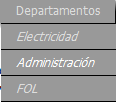 Departamentos
Electricidad
Administración
FOL